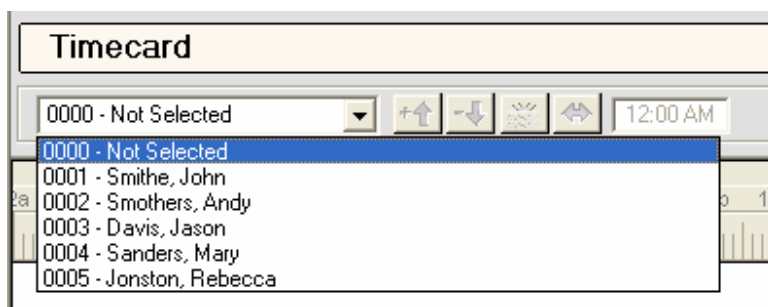 Timecard
0000 - Not Selected 12:00 AM
0000 - Not Selected
0001 - Smithe, John
0002 - Smothers, Andy
0003 - Davis, Jason
0004 - Sanders, Mary
0005 - Jonston, Rebecca